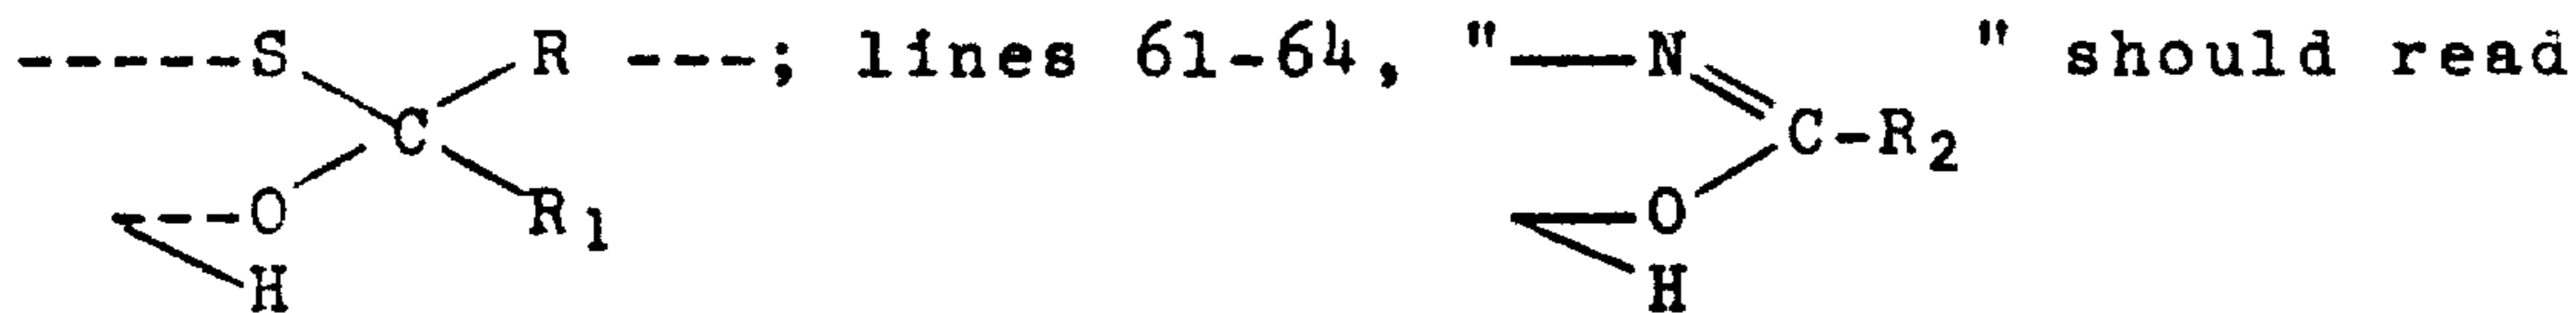 -----S R ---; lines 61-64, "—N " should read
C C-R2
---O R1 O
H H